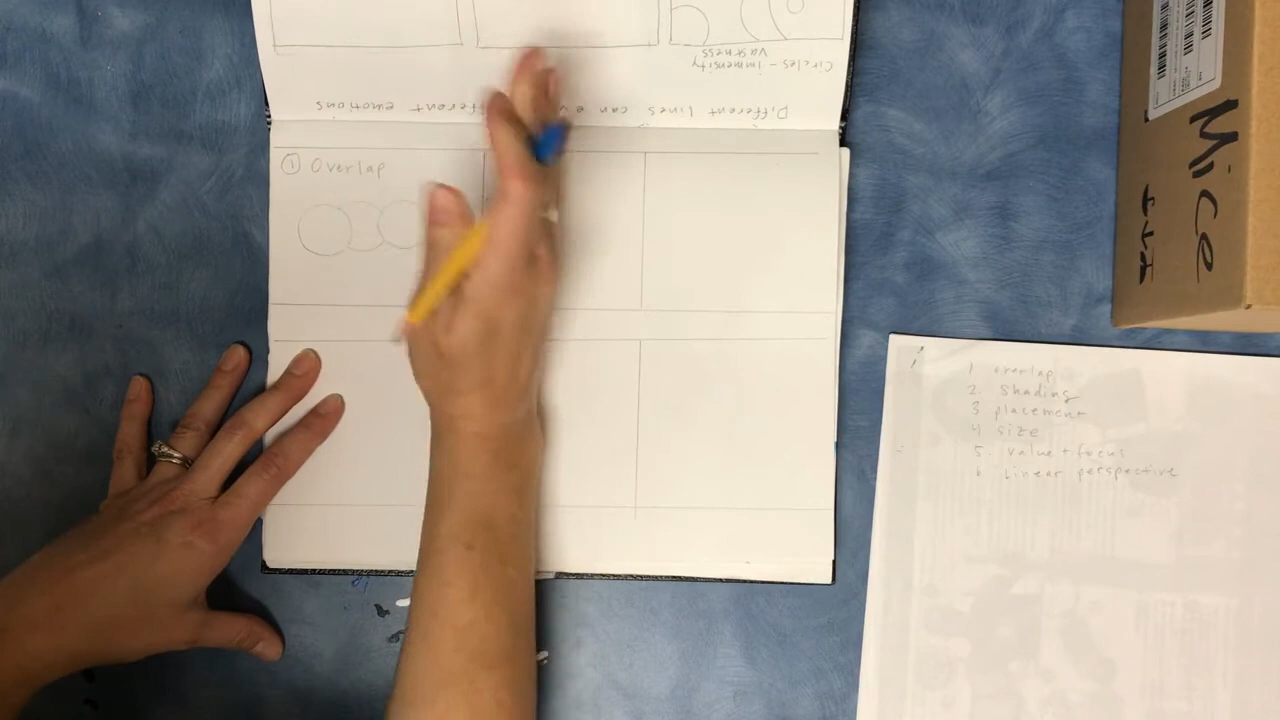 Circles - immensity
vastness
Different lines can emotions
① Overlap
1 overlap
2. Shading
3 placement
4 size
5. value + focus
6 Linear perspective
Mice